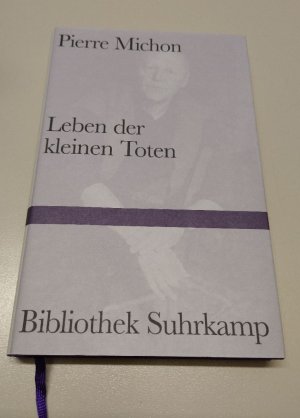 Pierre Michon
Leben der
kleinen Toten
Bibliothek Suhrkamp